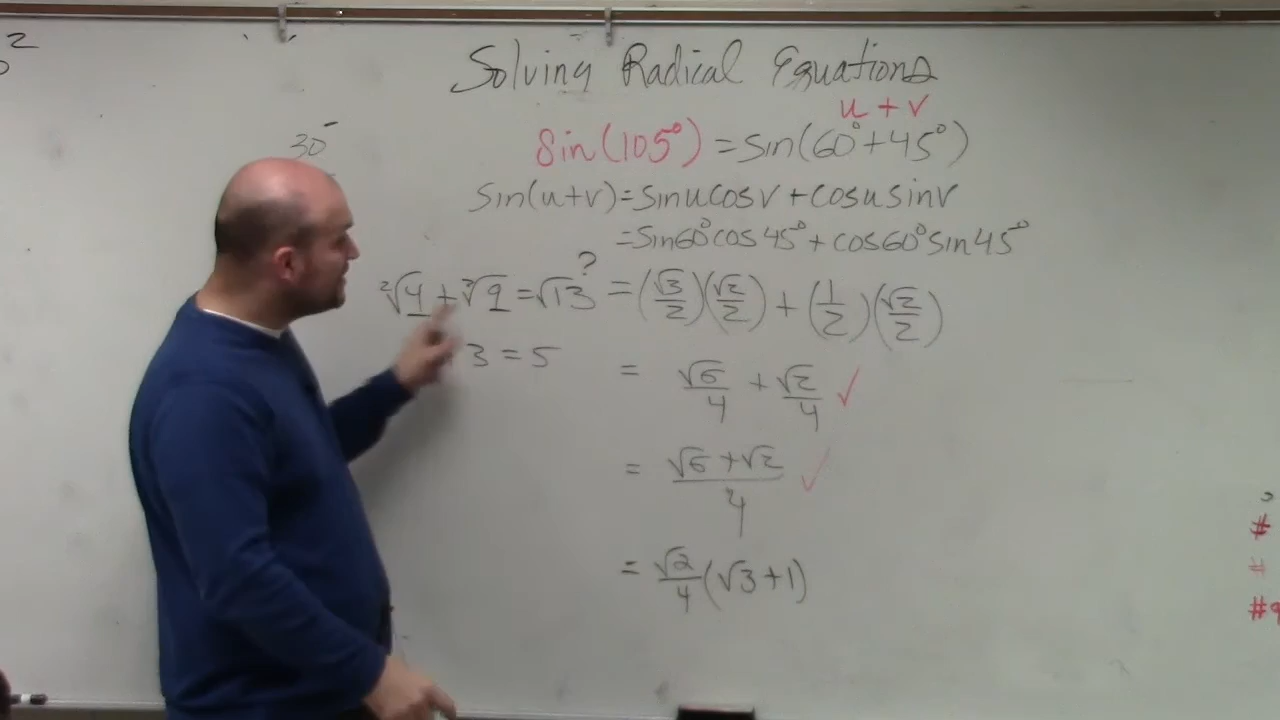 2
Solving Radical Equations
u + v
30
sin(105°) = sin(60° + 45°)
sin(u+v) = sinucosv + cosusinv
= sin60°cos45° + cos60°sin45°
²√4 + ²√9 = √13 ? = (√3/2)(√2/2) + (1/2)(√2/2)
3 = 5
= √6/4 + √2/4 ✓
= (√6 + √2)/4 ✓
= √2/4 (√3 + 1)
#
#
#9